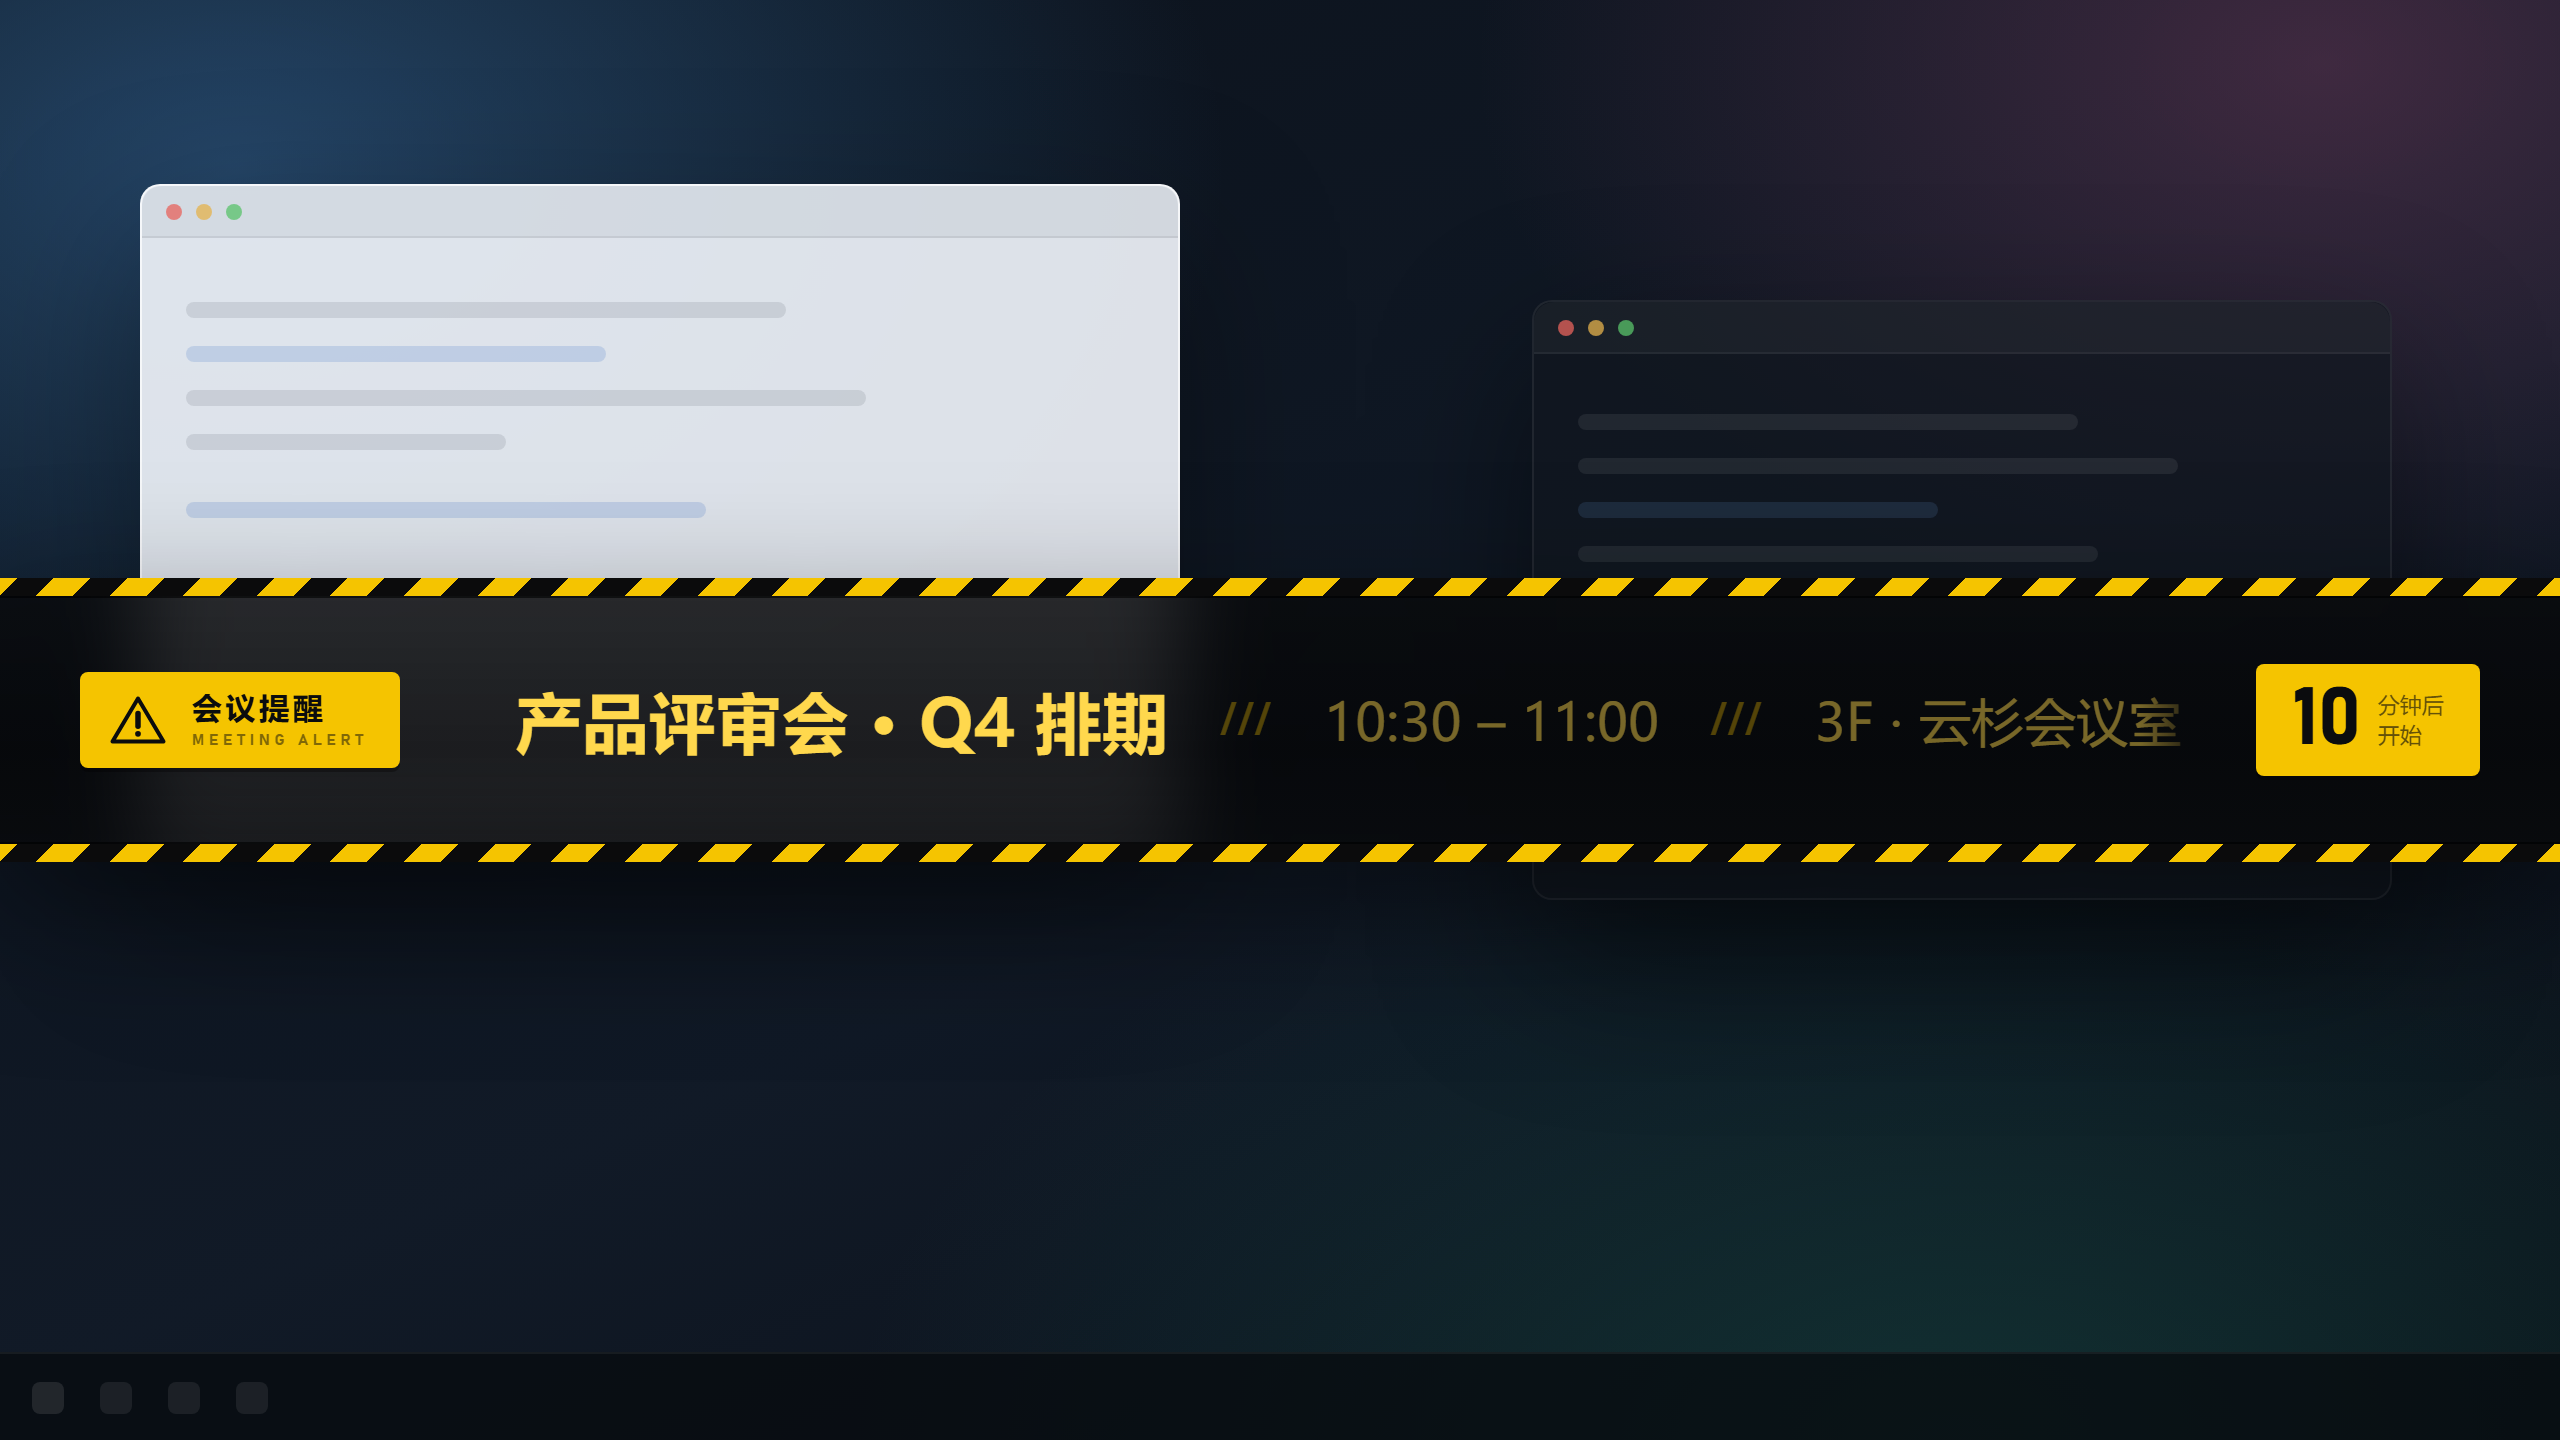 会议提醒
MEETING ALERT
产品评审会 · Q4 排期 /// 10:30 – 11:00 /// 3F · 云杉会议室
10 分钟后
开始